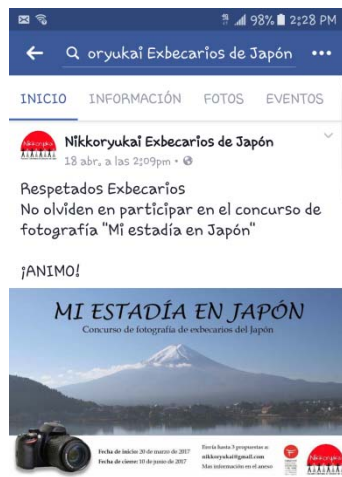 98% 2:28 PM
oryukai Exbecarios de Japón
INICIO INFORMACIÓN FOTOS EVENTOS
Nikkoryukai Exbecarios de Japón
18 abr. a las 2:09pm
Respetados Exbecarios
No olviden en participar en el concurso de
fotografía "Mi estadía en Japón"
¡ANIMO!
MI ESTADÍA EN JAPÓN
Concurso de fotografía de exbecarios del Japón
Fecha de inicio: 20 de marzo de 2017
Fecha de cierre: 10 de junio de 2017
Envía hasta 3 propuestas a:
nikkoryukai@gmail.com
Mas información en el anexo